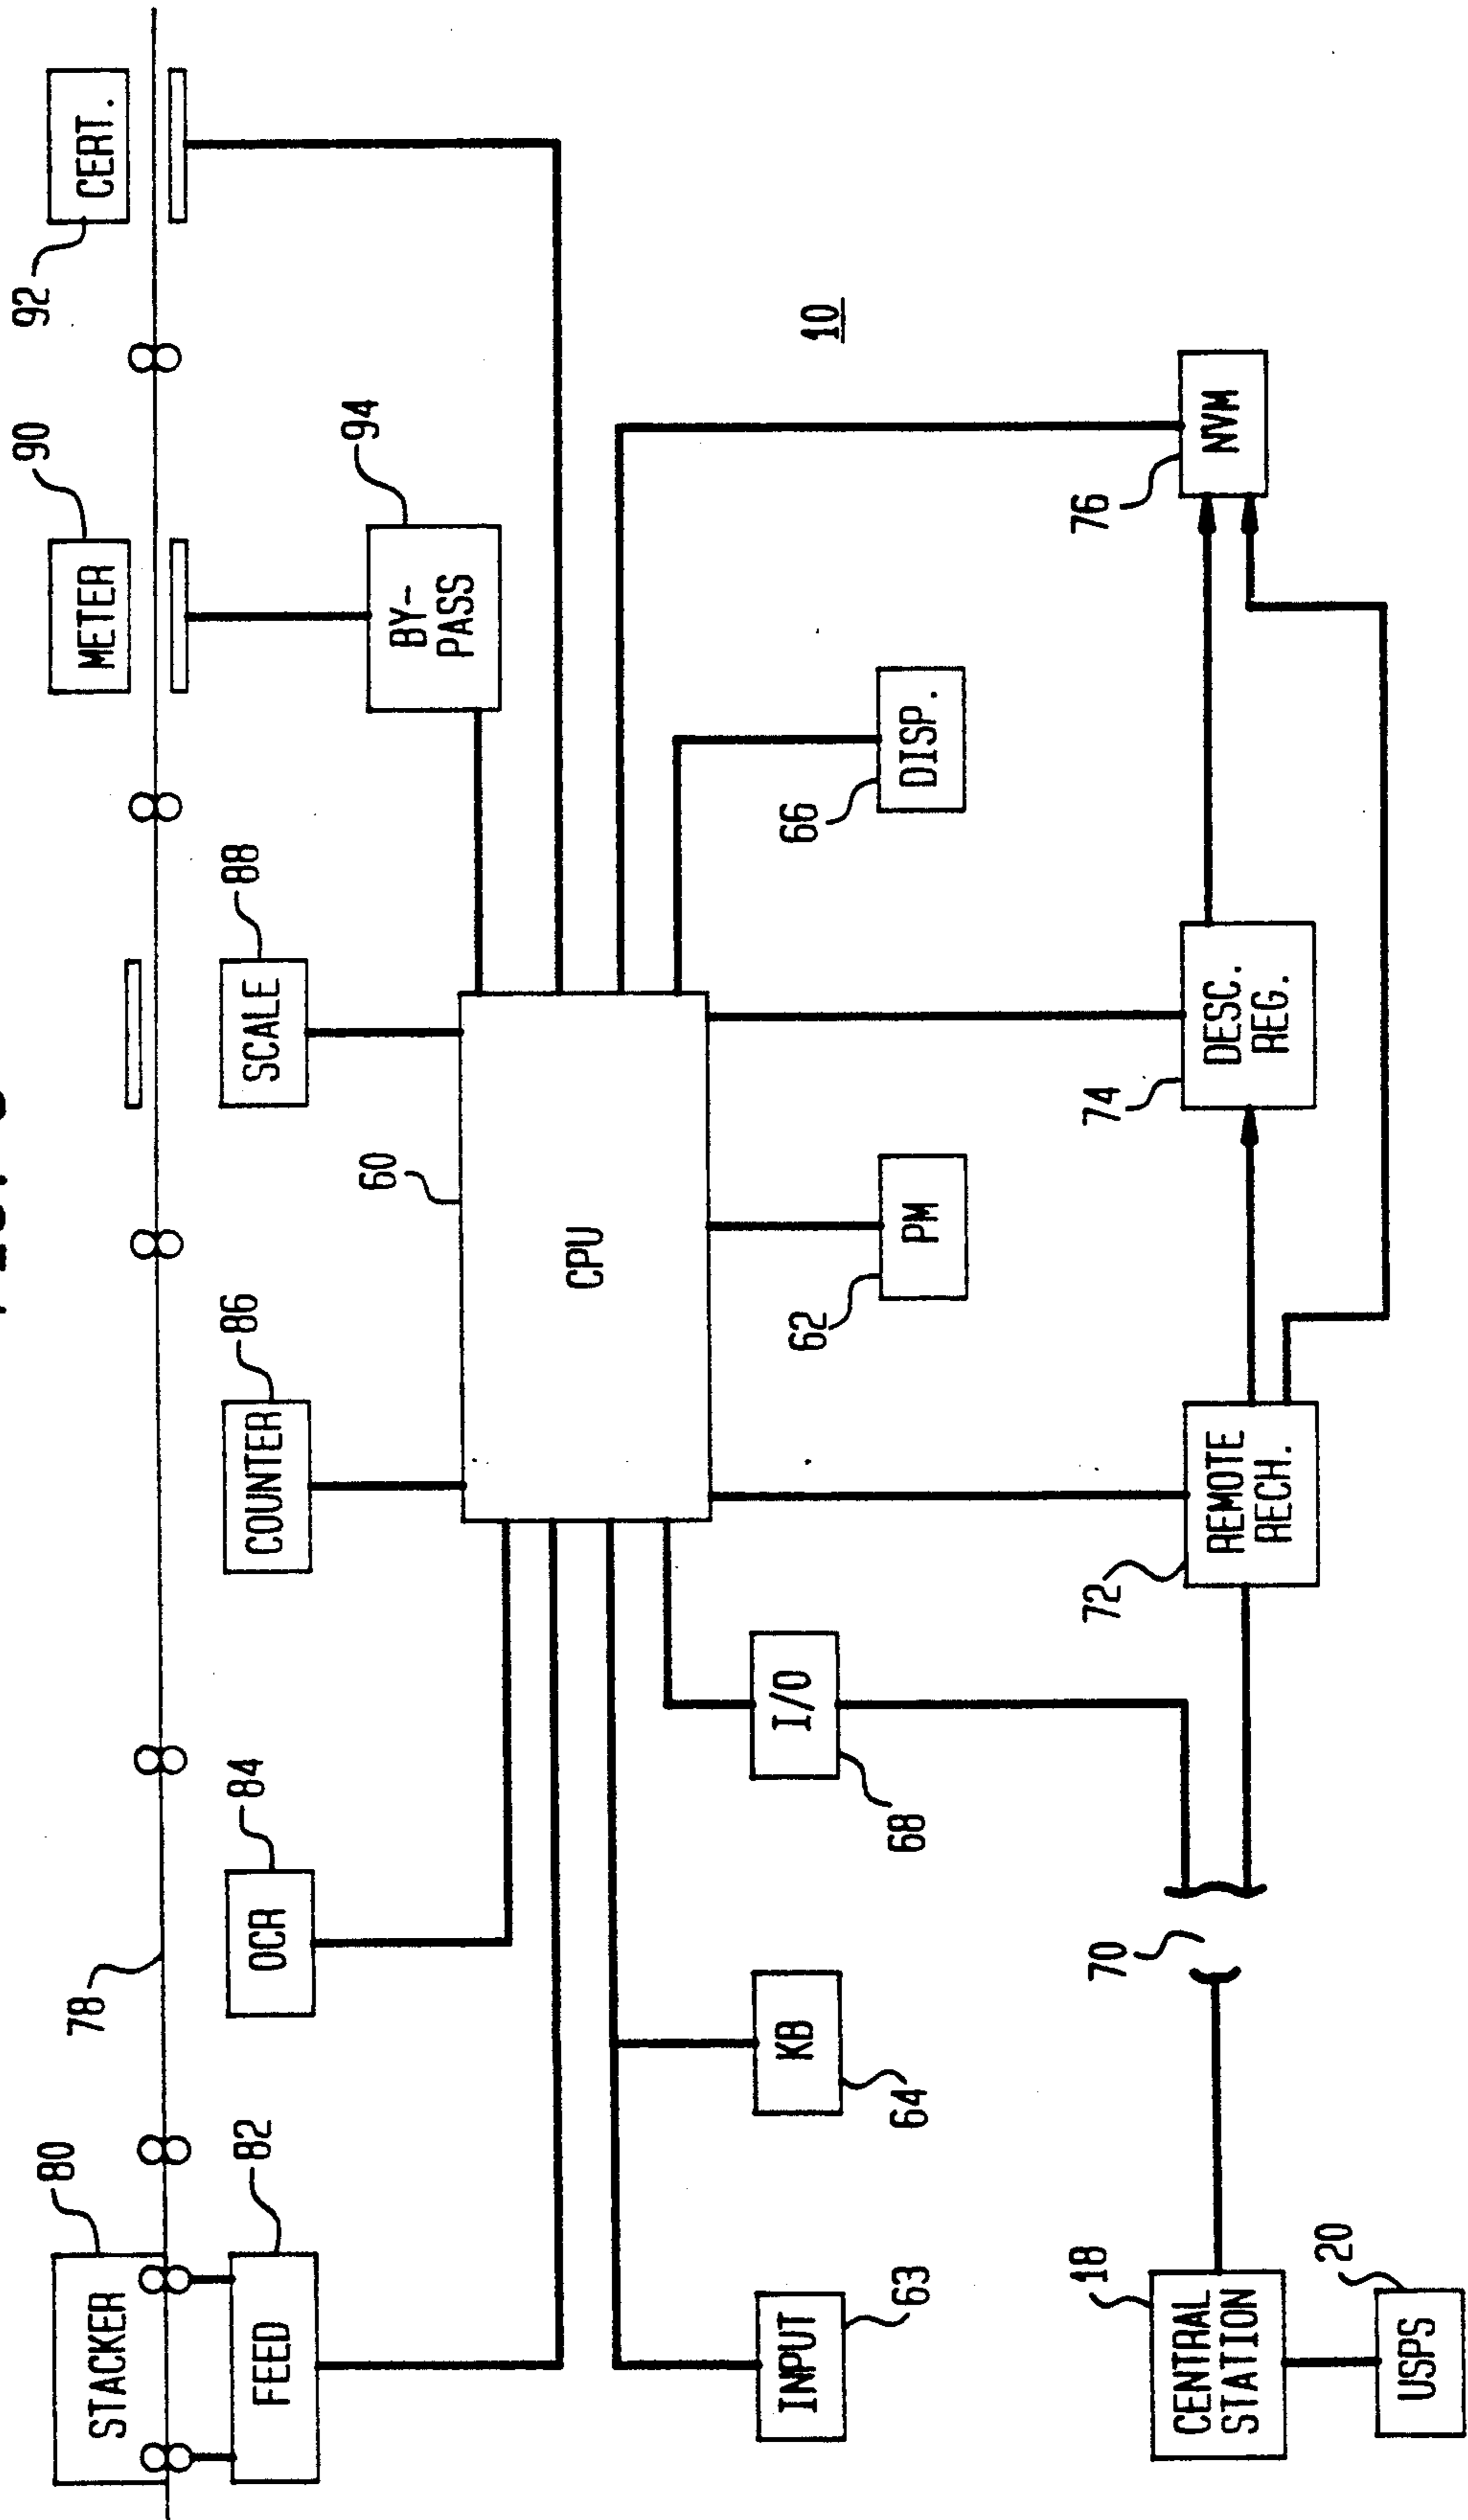 80
STACKER
82
FEED
78
84
OCR
86
COUNTER
88
SCALE
90
METER
92
CERT.
94
BY-
PASS
60
CPU
10
INPUT
63
KB
64
I/O
68
62
PM
66
DISP.
18
CENTRAL
STATION
20
USPS
70
72
REMOTE
RECH.
74
DESC.
REG.
76
NVM